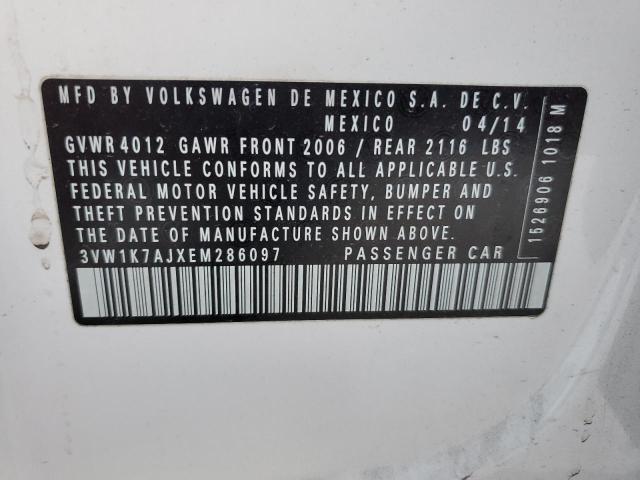 MFD BY VOLKSWAGEN DE MEXICO S.A. DE C.V.
MEXICO 04/14
GVWR 4012 GAWR FRONT 2006 / REAR 2116 LBS
THIS VEHICLE CONFORMS TO ALL APPLICABLE U.S.
FEDERAL MOTOR VEHICLE SAFETY, BUMPER AND
THEFT PREVENTION STANDARDS IN EFFECT ON
THE DATE OF MANUFACTURE SHOWN ABOVE.
3VW1K7AJXEM286097 PASSENGER CAR
1526906 1018 M